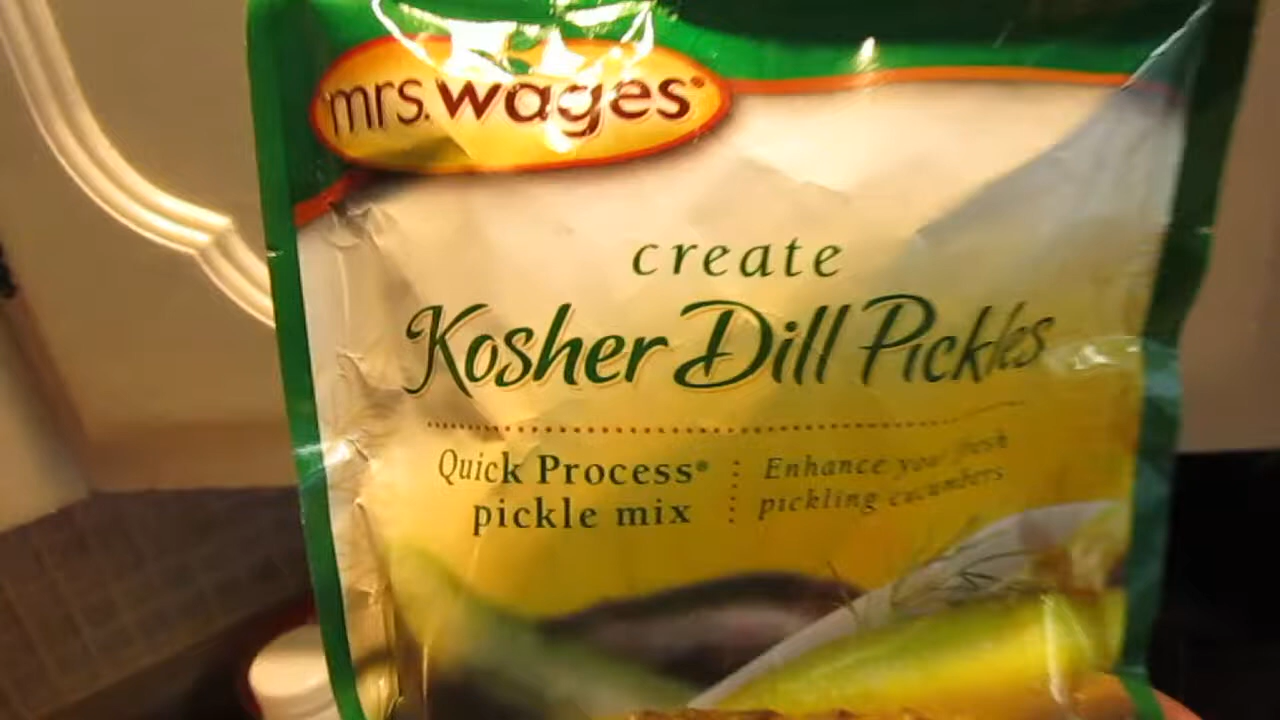 mrs. wages®
create
Kosher Dill Pickles
Quick Process®
pickle mix
Enhance your fresh
pickling cucumbers